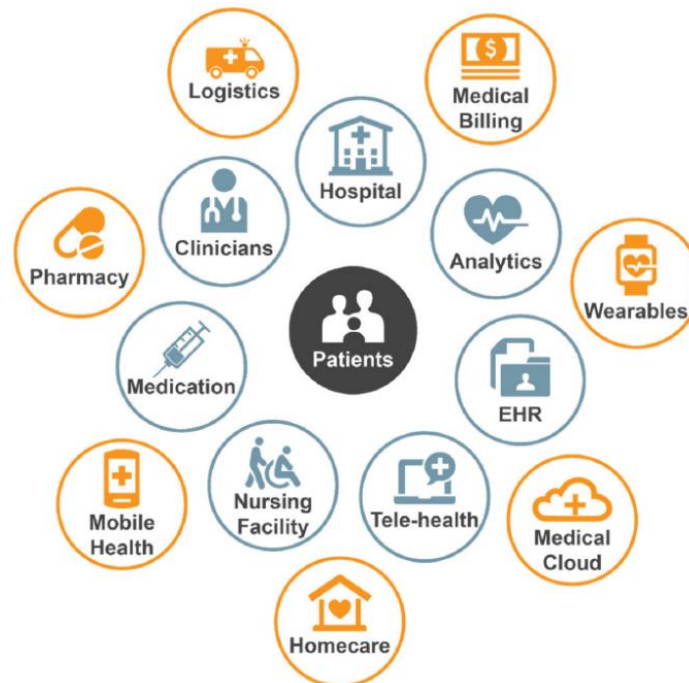 Logistics
Medical
Billing
Hospital
Clinicians
Analytics
Pharmacy
Wearables
Patients
Medication
EHR
Nursing
Facility
Tele-health
Mobile
Health
Medical
Cloud
Homecare